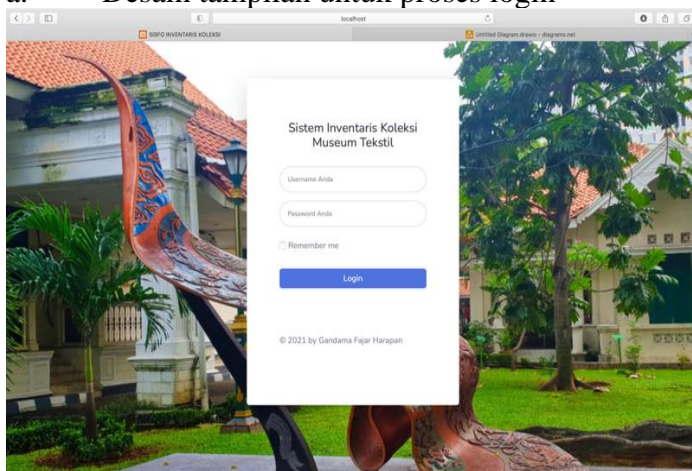 a. Desain tampilan untuk proses login
localhost
SISFO INVENTARIS KOLEKSI
Untitled Diagram.drawio - diagrams.net
Sistem Inventaris Koleksi
Museum Tekstil
Username Anda
Password Anda
Remember me
Login
© 2021 by Gandama Fajar Harapan